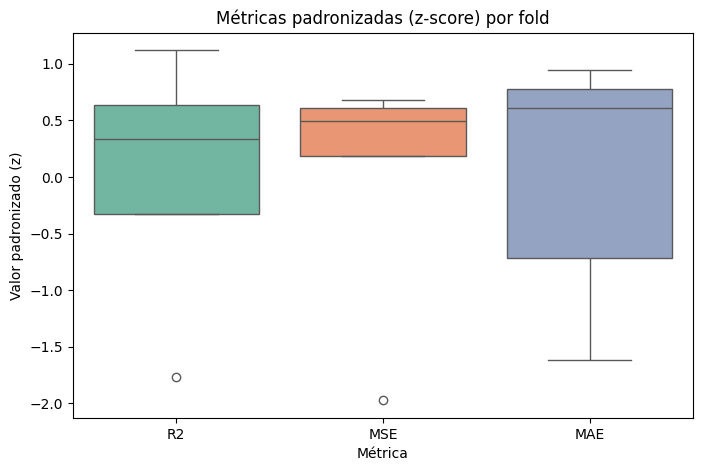 Métricas padronizadas (z-score) por fold
Valor padronizado (z)
1.0
0.5
0.0
−0.5
−1.0
−1.5
−2.0
R2 MSE MAE
Métrica